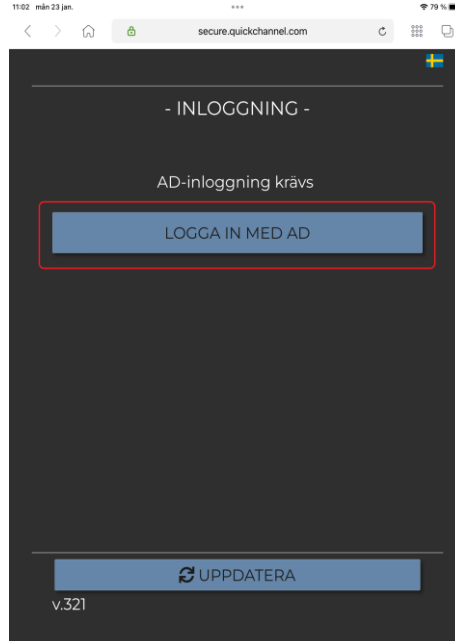 11:02 mån 23 jan.
79 %
secure.quickchannel.com
- INLOGGNING -
AD-inloggning krävs
LOGGA IN MED AD
UPPDATERA
v.321